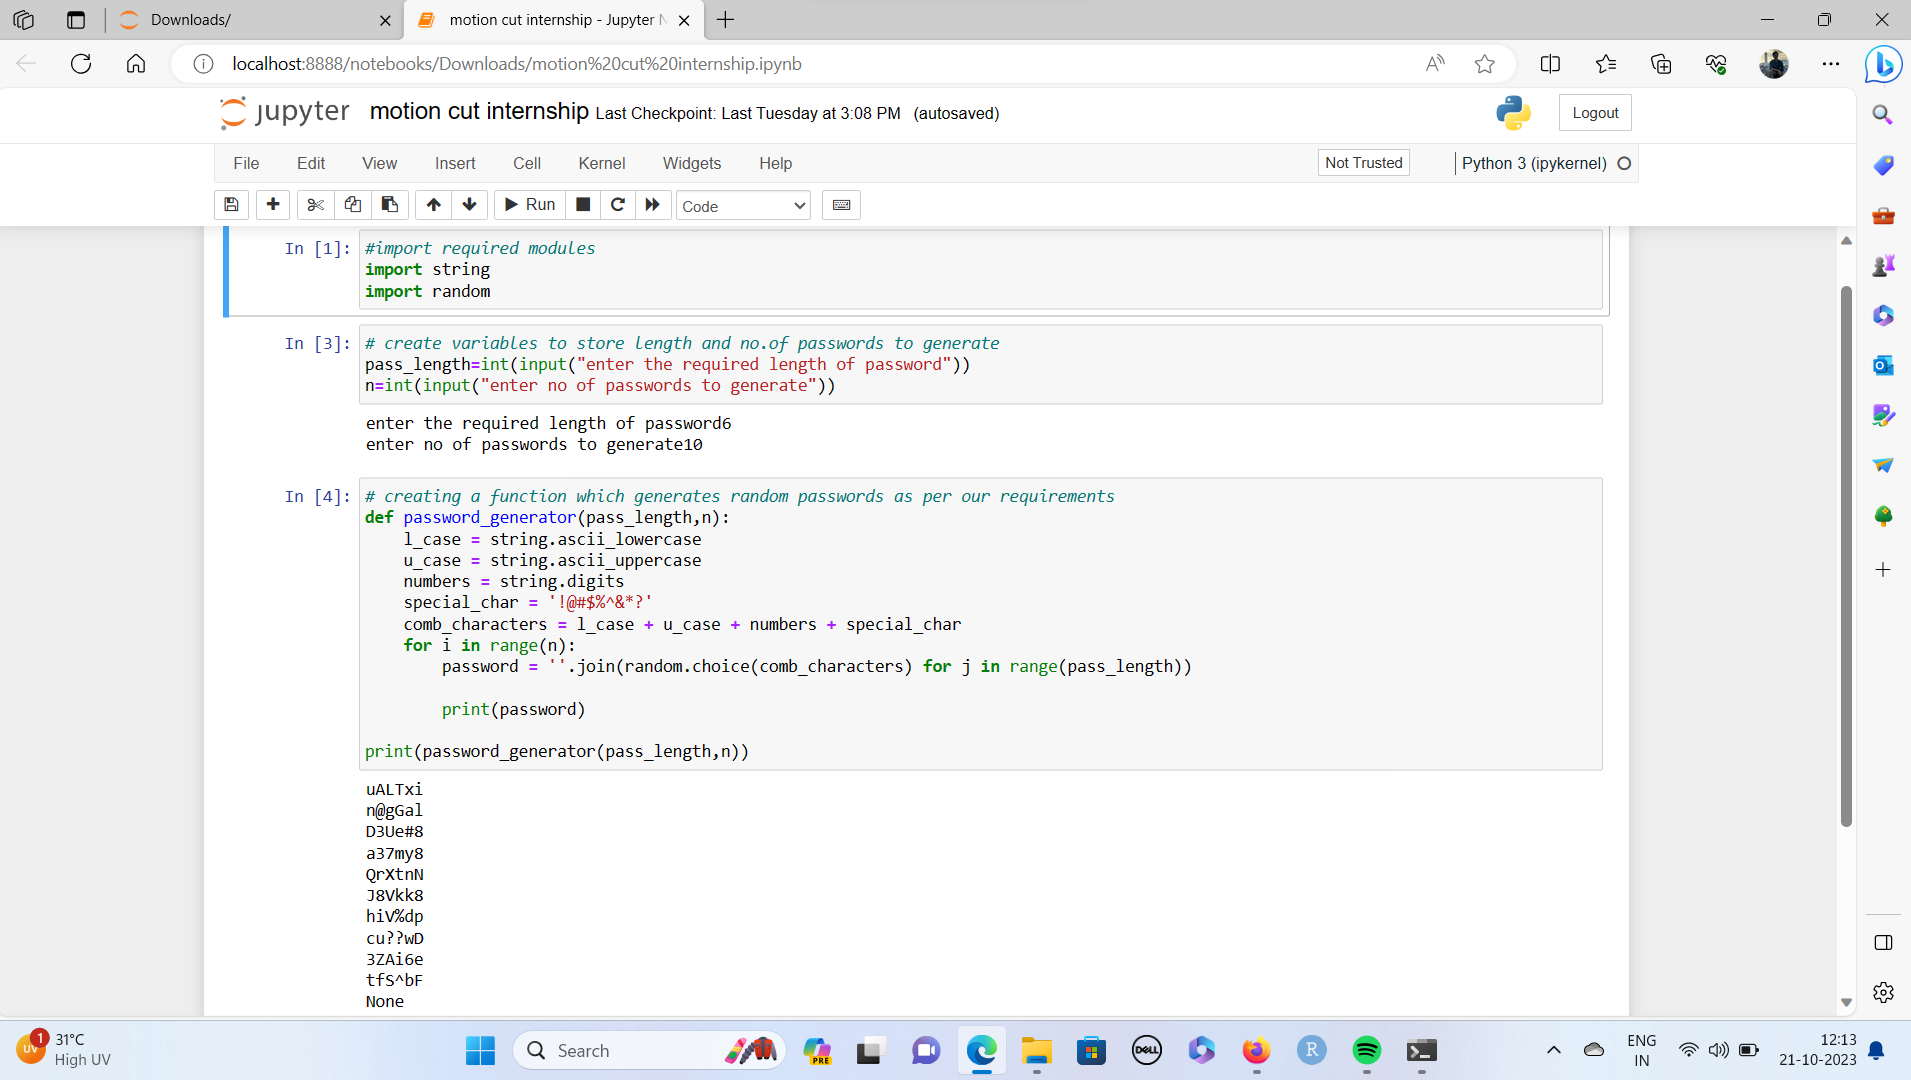 Downloads/
motion cut internship - Jupyter N
localhost:8888/notebooks/Downloads/motion%20cut%20internship.ipynb
jupyter motion cut internship Last Checkpoint: Last Tuesday at 3:08 PM (autosaved)
Logout
File Edit View Insert Cell Kernel Widgets Help
Not Trusted
Python 3 (ipykernel)
Run
Code
In [1]: #import required modules
import string
import random
In [3]: # create variables to store length and no.of passwords to generate
pass_length=int(input("enter the required length of password"))
n=int(input("enter no of passwords to generate"))
enter the required length of password6
enter no of passwords to generate10
In [4]: # creating a function which generates random passwords as per our requirements
def password_generator(pass_length,n):
    l_case = string.ascii_lowercase
    u_case = string.ascii_uppercase
    numbers = string.digits
    special_char = '!@#$%^&*?'
    comb_characters = l_case + u_case + numbers + special_char
    for i in range(n):
        password = ''.join(random.choice(comb_characters) for j in range(pass_length))
        print(password)
print(password_generator(pass_length,n))
uALTxi
n@gGal
D3Ue#8
a37my8
QrXtnN
J8Vkk8
hiV%dp
cu??wD
3ZAi6e
tfS^bF
None
UV
1
31°C
High UV
Search
PRE
DELL
R
ENG
IN
12:13
21-10-2023